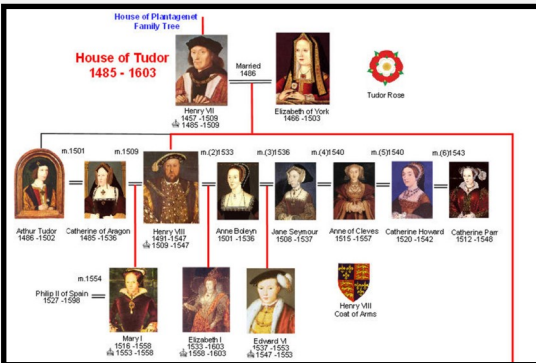 House of Plantagenet
Family Tree
House of Tudor
1485 - 1603
Married
1486
Henry VII
1457 -1509
1485 -1509
Elizabeth of York
1466 -1503
Tudor Rose
m.1501
m.1509
m.(2)1533
m.(3)1536
m.(4)1540
m.(5)1540
m.(6)1543
Arthur Tudor
1486 -1502
Catherine of Aragon
1485 -1536
Henry VIII
1491-1547
1509 -1547
Anne Boleyn
1501 -1536
Jane Seymour
1508 -1537
Anne of Cleves
1515 -1557
Catherine Howard
1520 -1542
Catherine Parr
1512 -1548
m.1554
Philip II of Spain
1527 -1598
Mary I
1516 -1558
1553 -1558
Elizabeth I
1533 -1603
1558 -1603
Edward VI
1537 -1553
1547 -1553
Henry VIII
Coat of Arms